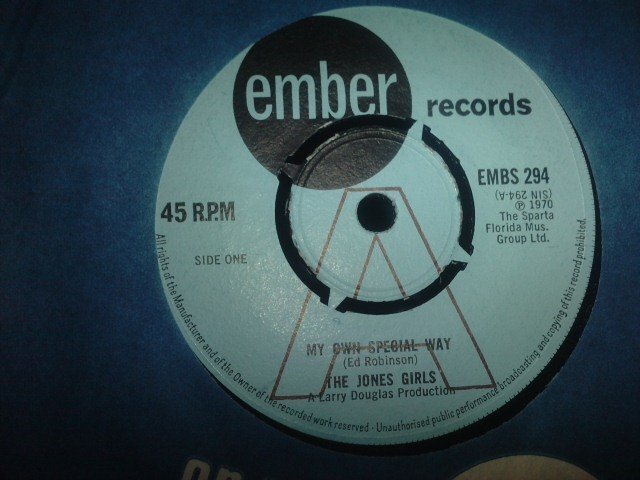 ember records
EMBS 294
(SIN 294-A)
℗ 1970
The Sparta
Florida Mus.
Group Ltd.
45 R.P.M
SIDE ONE
A
MY OWN SPECIAL WAY
(Ed Robinson)
THE JONES GIRLS
A Larry Douglas Production
All rights of the Manufacturer and of the Owner of the recorded work reserved · Unauthorised public performance broadcasting and copying of this record prohibited.